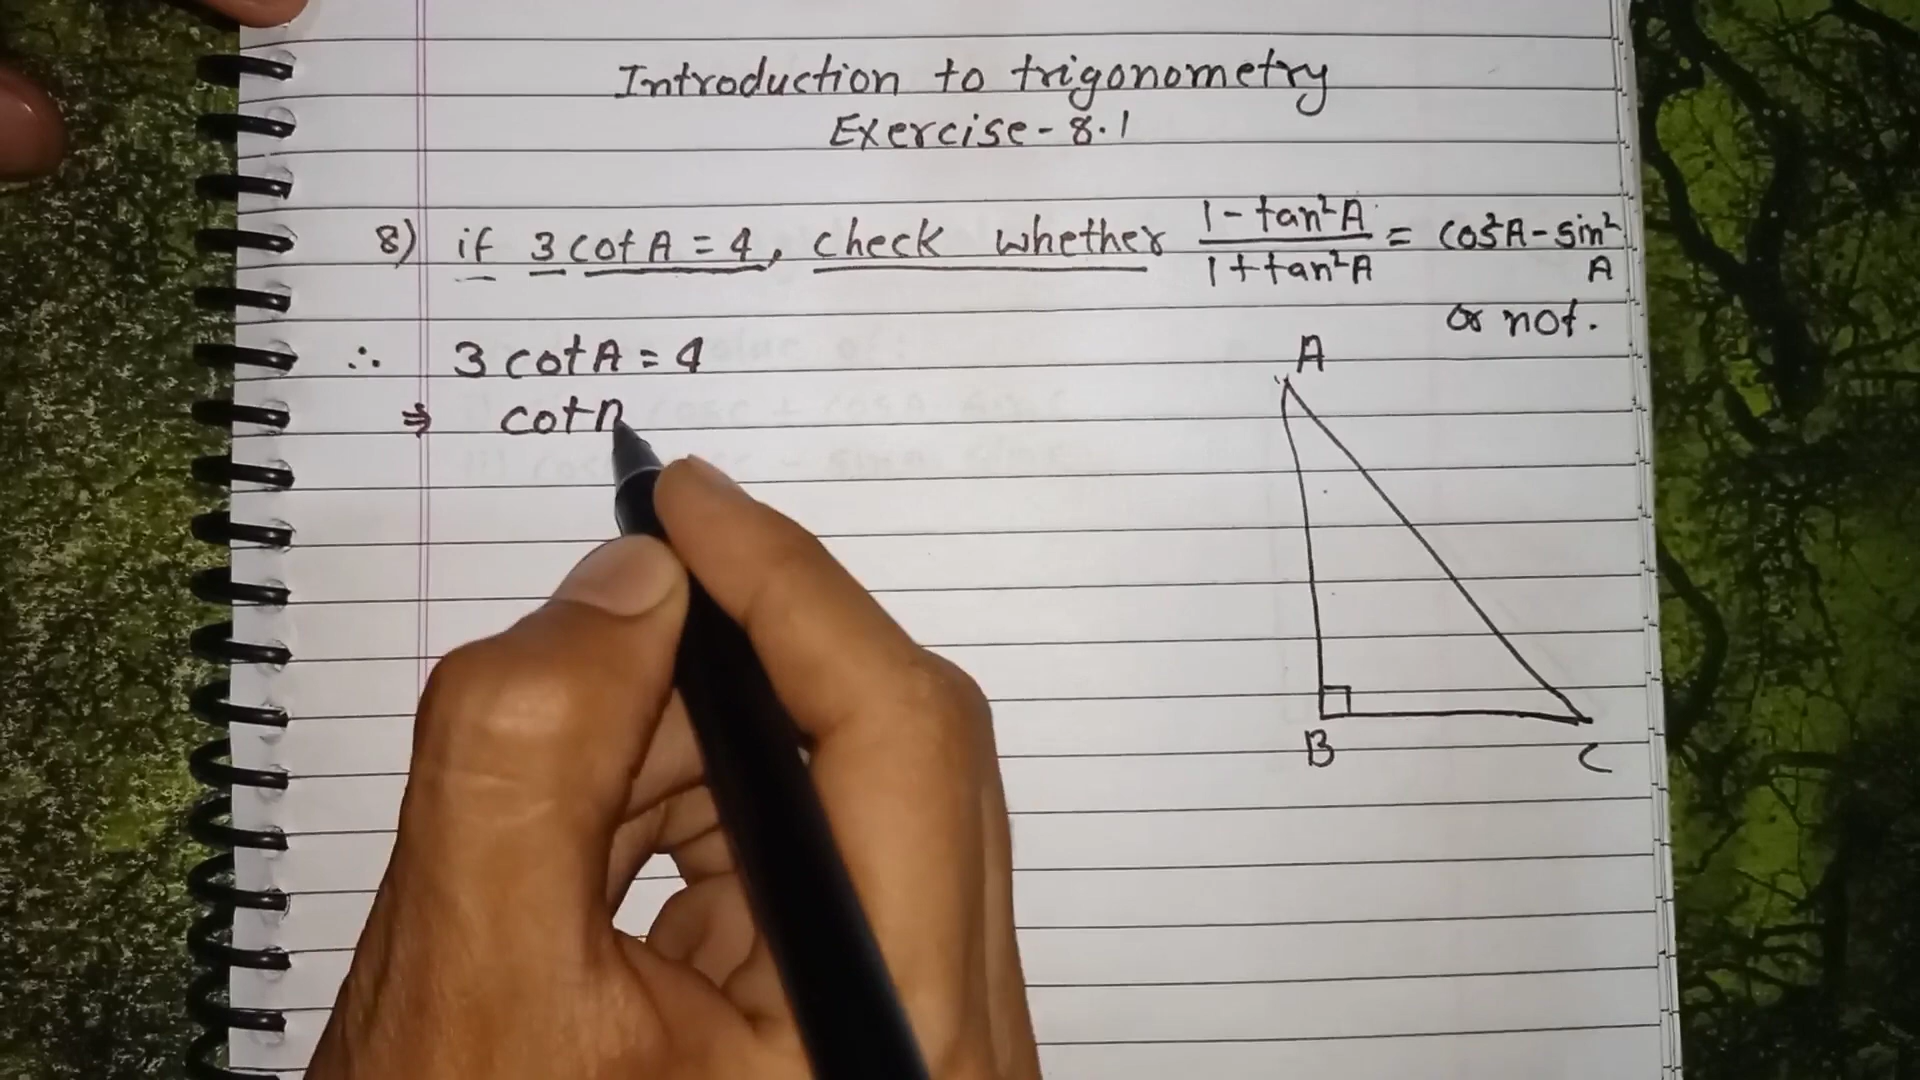 Introduction to trigonometry
Exercise - 8.1
8) if 3 cot A = 4, check whether (1 - tan²A)/(1 + tan²A) = cos²A - sin²A
or not.
∴ 3 cot A = 4
⇒ cot A
A
B
C